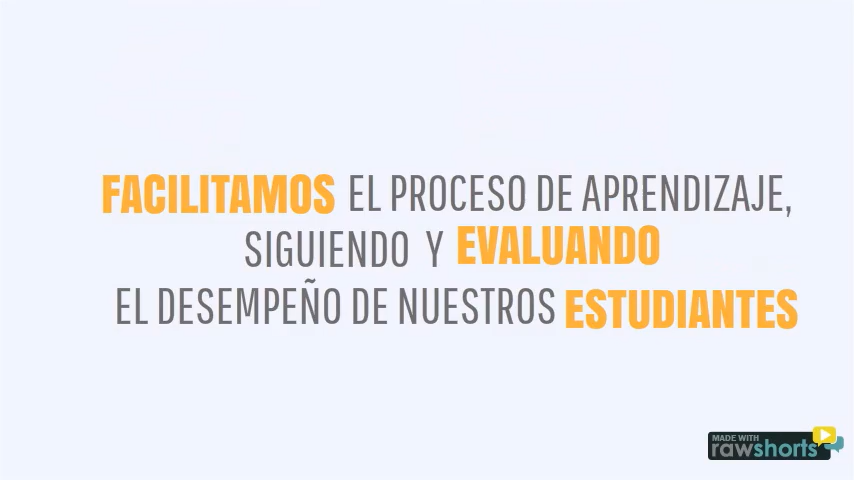 FACILITAMOS EL PROCESO DE APRENDIZAJE,
SIGUIENDO Y EVALUANDO
EL DESEMPEÑO DE NUESTROS ESTUDIANTES
MADE WITH
rawshorts